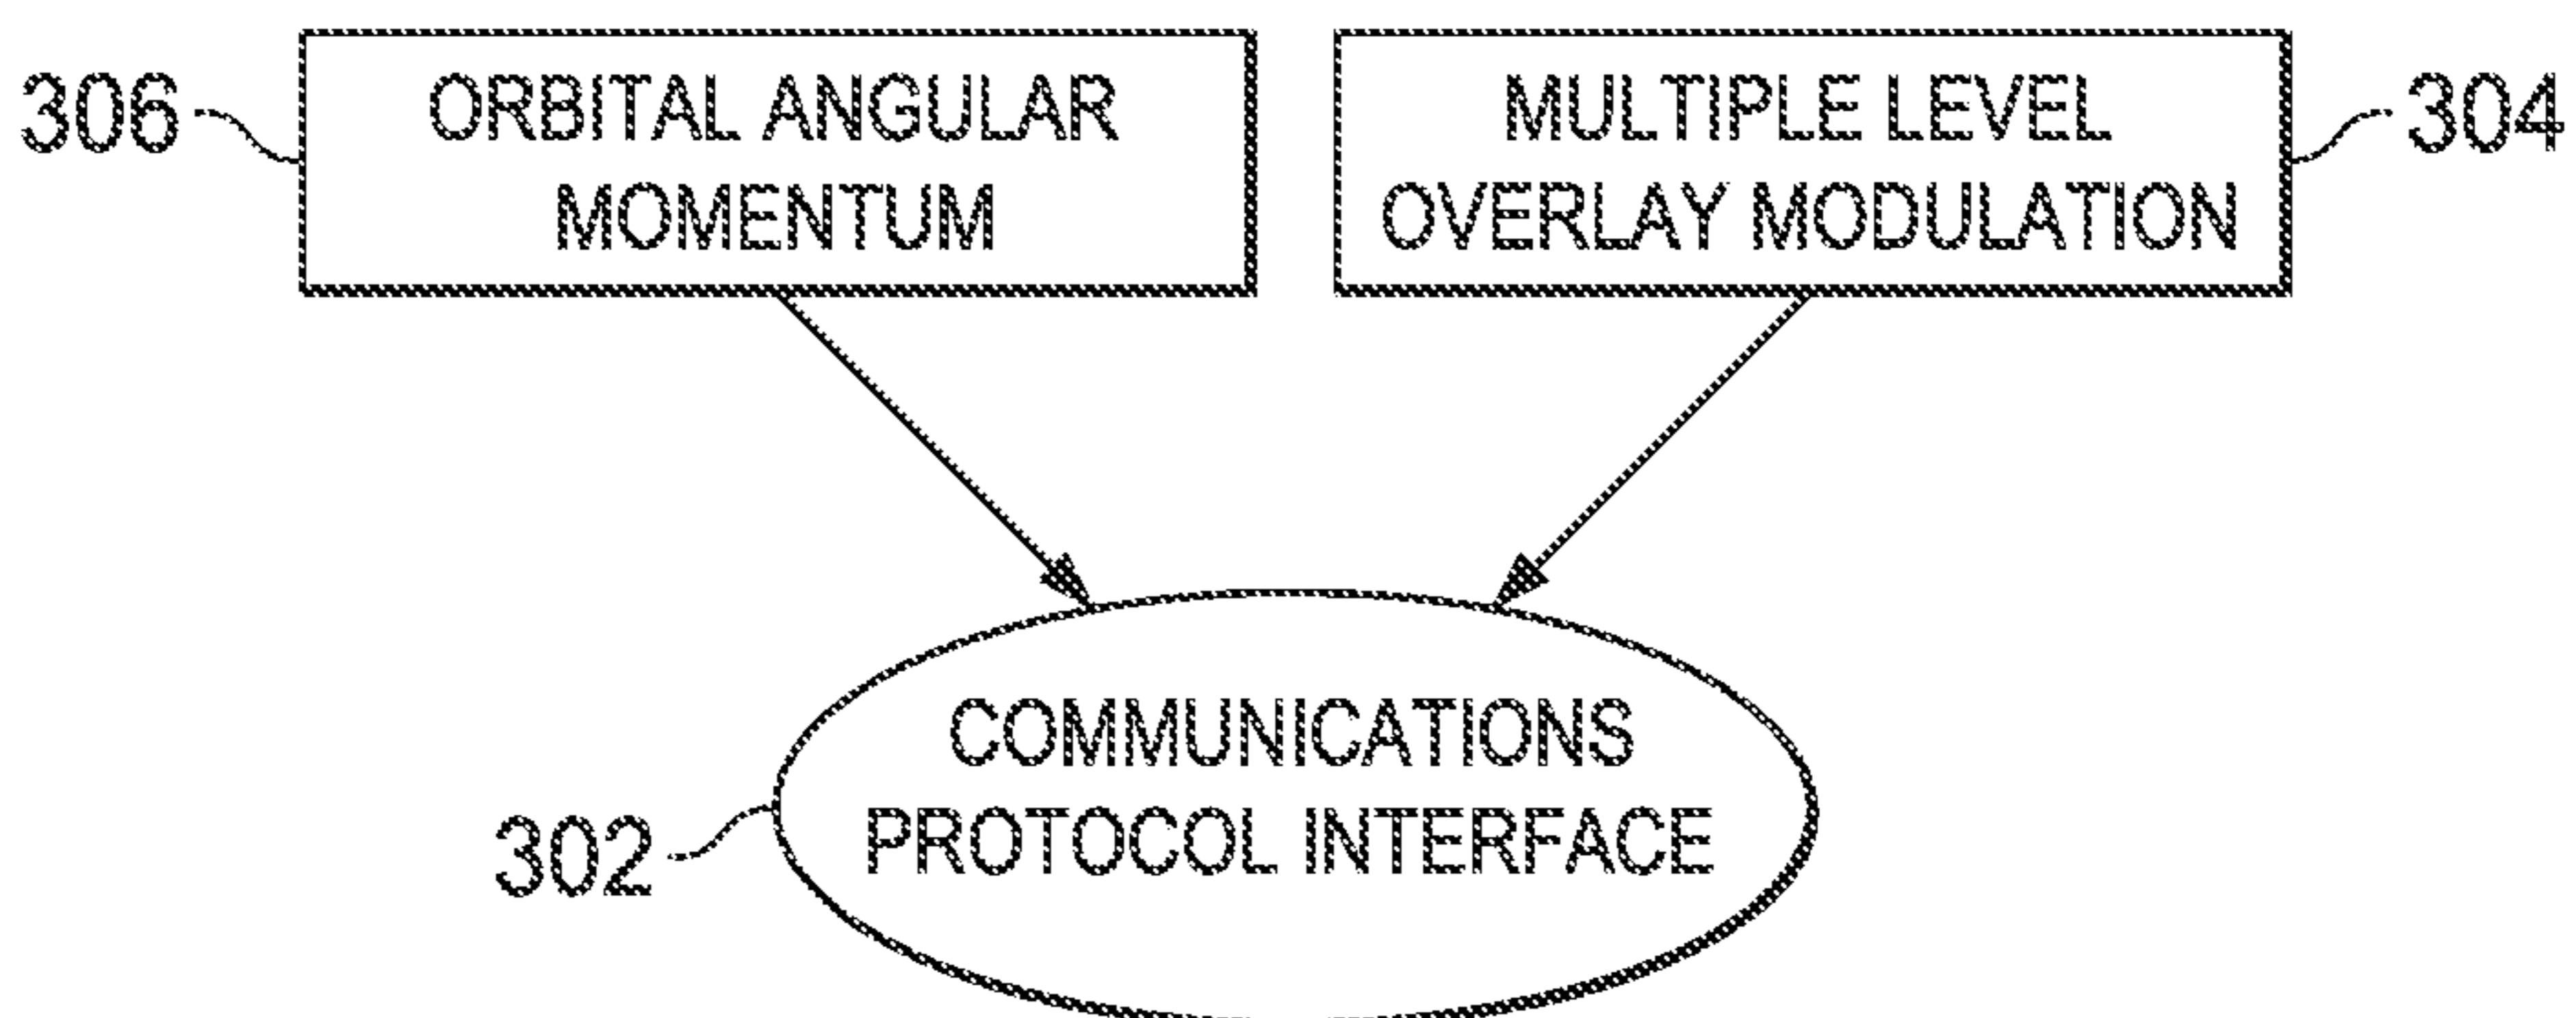 306
ORBITAL ANGULAR
MOMENTUM
MULTIPLE LEVEL
OVERLAY MODULATION
304
COMMUNICATIONS
PROTOCOL INTERFACE
302